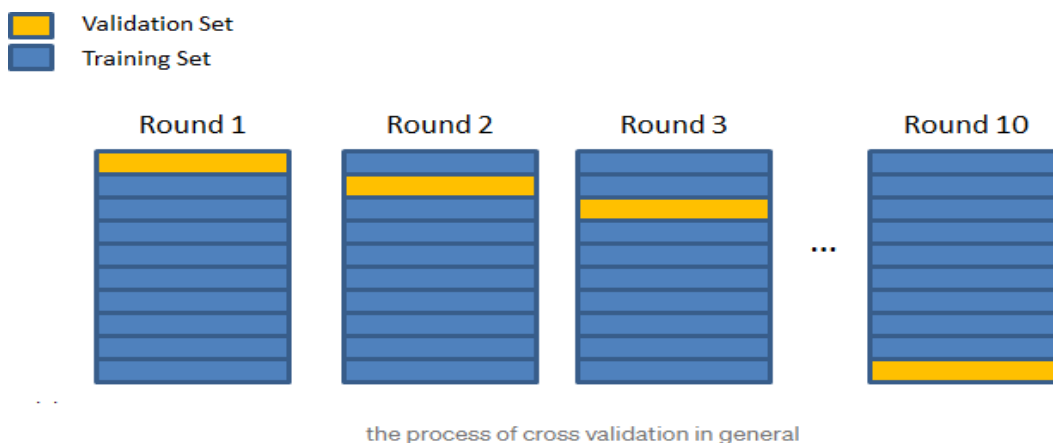 Validation Set
Training Set
Round 1 Round 2 Round 3 Round 10
...
the process of cross validation in general